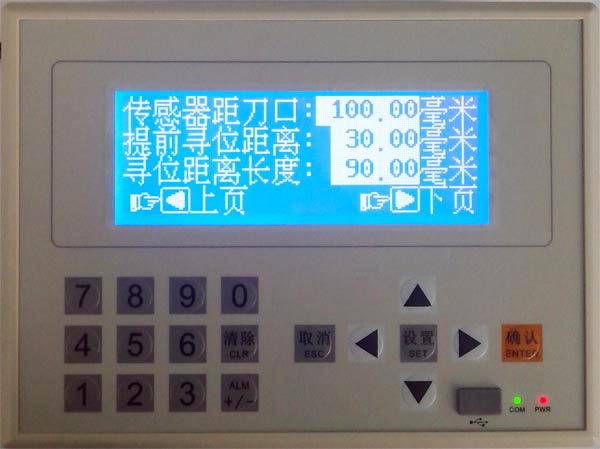 传感器距刀口: 100.00毫米
提前寻位距离: 30.00毫米
寻位距离长度: 90.00毫米
上页 下页
7 8 9 0
4 5 6 清除 CLR 取消 ESC 设置 SET 确认 ENTER
1 2 3 ALM +/-
COM PWR